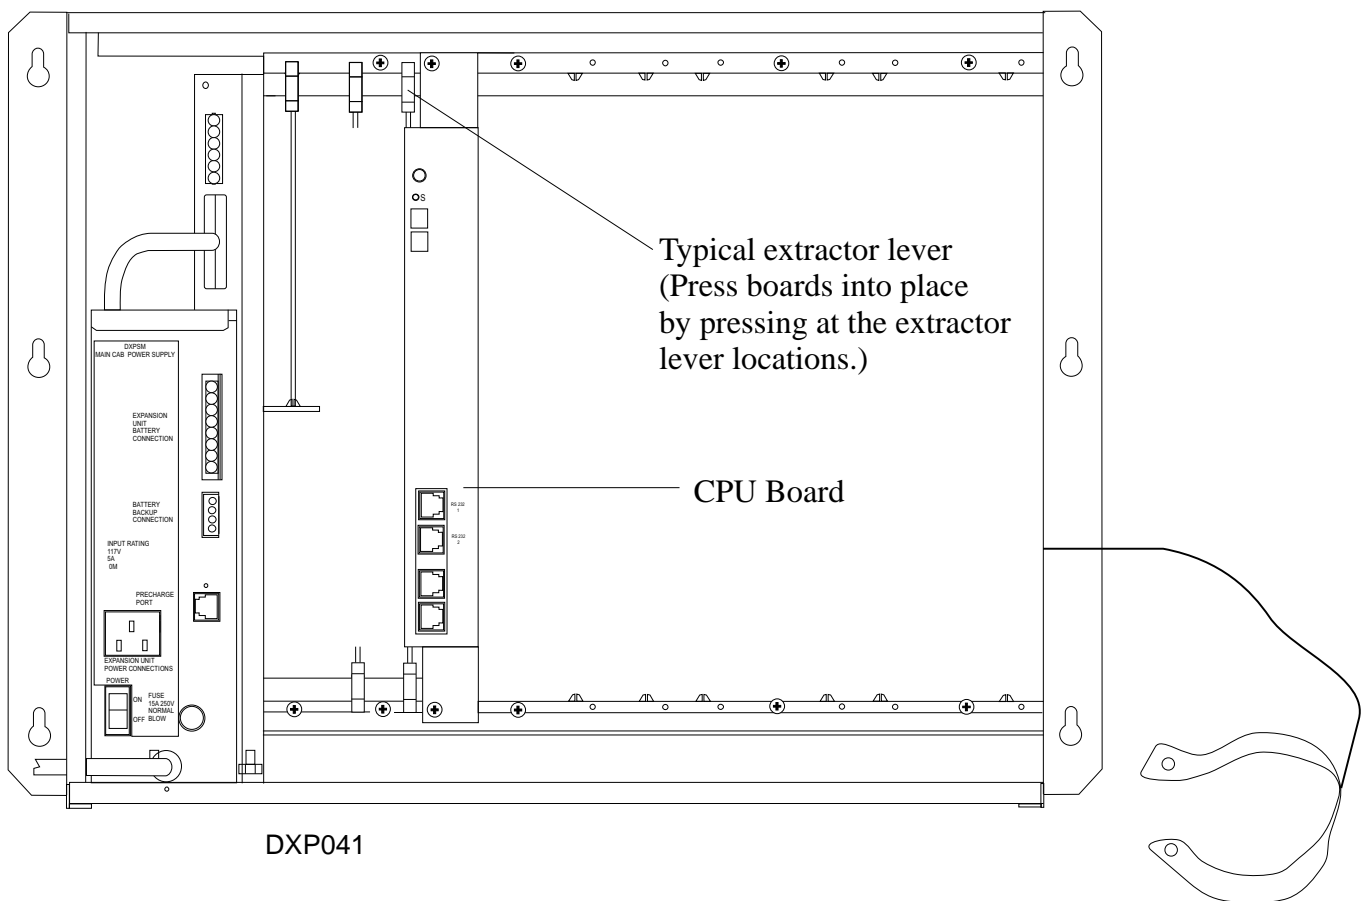 S
Typical extractor lever
(Press boards into place
by pressing at the extractor
lever locations.)
DXPSM
MAIN CAB POWER SUPPLY
EXPANSION
UNIT
BATTERY
CONNECTION
CPU Board
RS 232
1
BATTERY
BACKUP
CONNECTION
RS 232
2
INPUT RATING
117V
5A
0M
PRECHARGE
PORT
EXPANSION UNIT
POWER CONNECTIONS
POWER
ON
OFF
FUSE
15A 250V
NORMAL
BLOW
DXP041